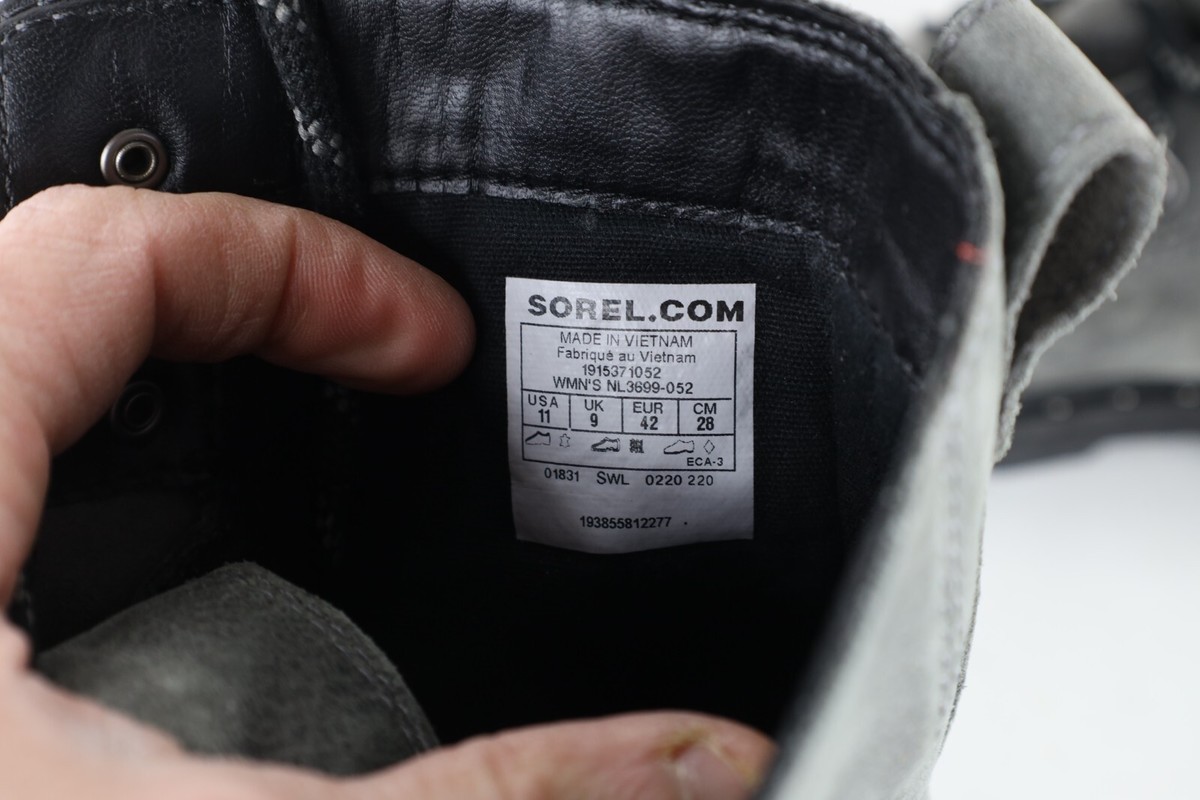 SOREL.COM
MADE IN VIETNAM
Fabriqué au Vietnam
1915371052
WMN'S NL3699-052
USA UK EUR CM
11 9 42 28
ECA-3
01831 SWL 0220 220
193855812277